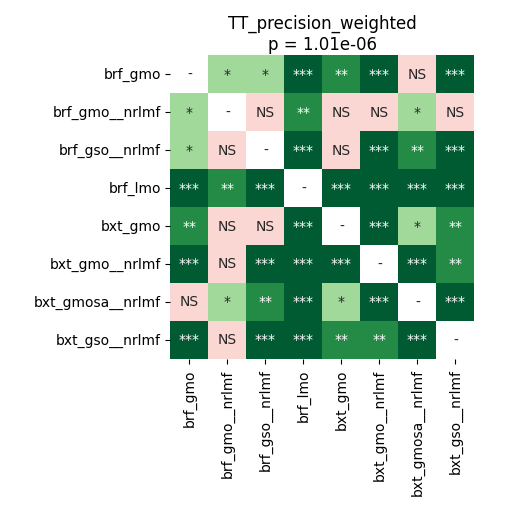 TT_precision_weighted
p = 1.01e-06
brf_gmo - * * *** ** *** NS ***
brf_gmo__nrlmf * - NS ** NS NS * NS
brf_gso__nrlmf * NS - *** NS *** ** ***
brf_lmo *** ** *** - *** *** *** ***
bxt_gmo ** NS NS *** - *** * **
bxt_gmo__nrlmf *** NS *** *** *** - *** **
bxt_gmosa__nrlmf NS * ** *** * *** - ***
bxt_gso__nrlmf *** NS *** *** ** ** *** -
brf_gmo
brf_gmo__nrlmf
brf_gso__nrlmf
brf_lmo
bxt_gmo
bxt_gmo__nrlmf
bxt_gmosa__nrlmf
bxt_gso__nrlmf